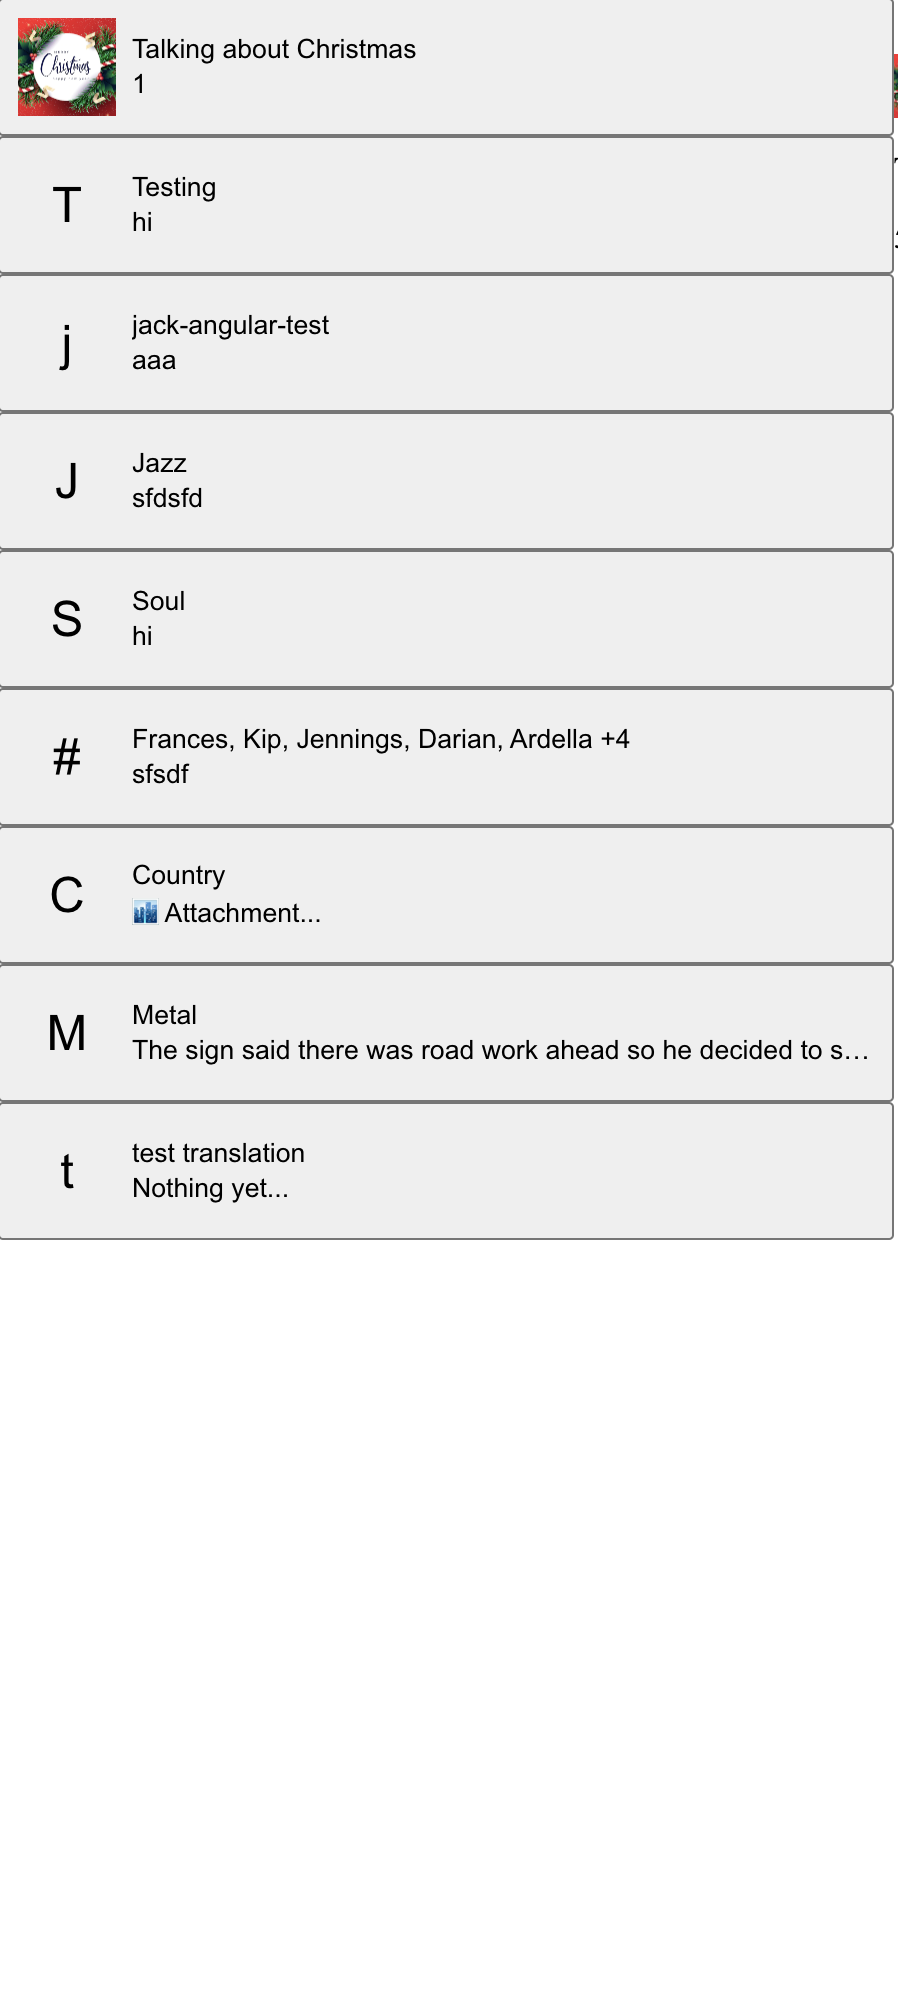 Christmas
Talking about Christmas
1
T
Testing
hi
j
jack-angular-test
aaa
J
Jazz
sfdsfd
S
Soul
hi
#
Frances, Kip, Jennings, Darian, Ardella +4
sfsdf
C
Country
🏙️ Attachment...
M
Metal
The sign said there was road work ahead so he decided to s…
t
test translation
Nothing yet...